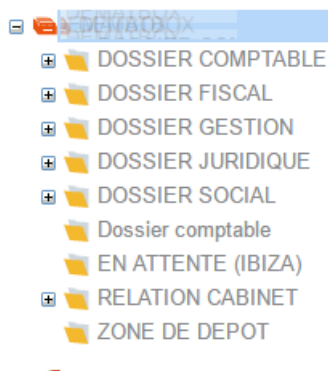 DOSSIER COMPTABLE
DOSSIER FISCAL
DOSSIER GESTION
DOSSIER JURIDIQUE
DOSSIER SOCIAL
Dossier comptable
EN ATTENTE (IBIZA)
RELATION CABINET
ZONE DE DEPOT